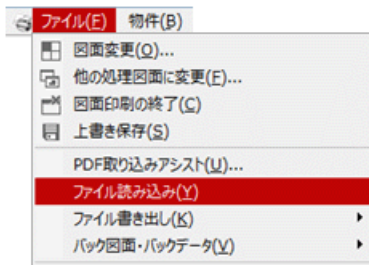 ファイル(F) 物件(B)
図面変更(O)...
他の処理図面に変更(F)...
図面印刷の終了(C)
上書き保存(S)
PDF取り込みアシスト(U)...
ファイル読み込み(Y)
ファイル書き出し(K)
バック図面・バックデータ(V)